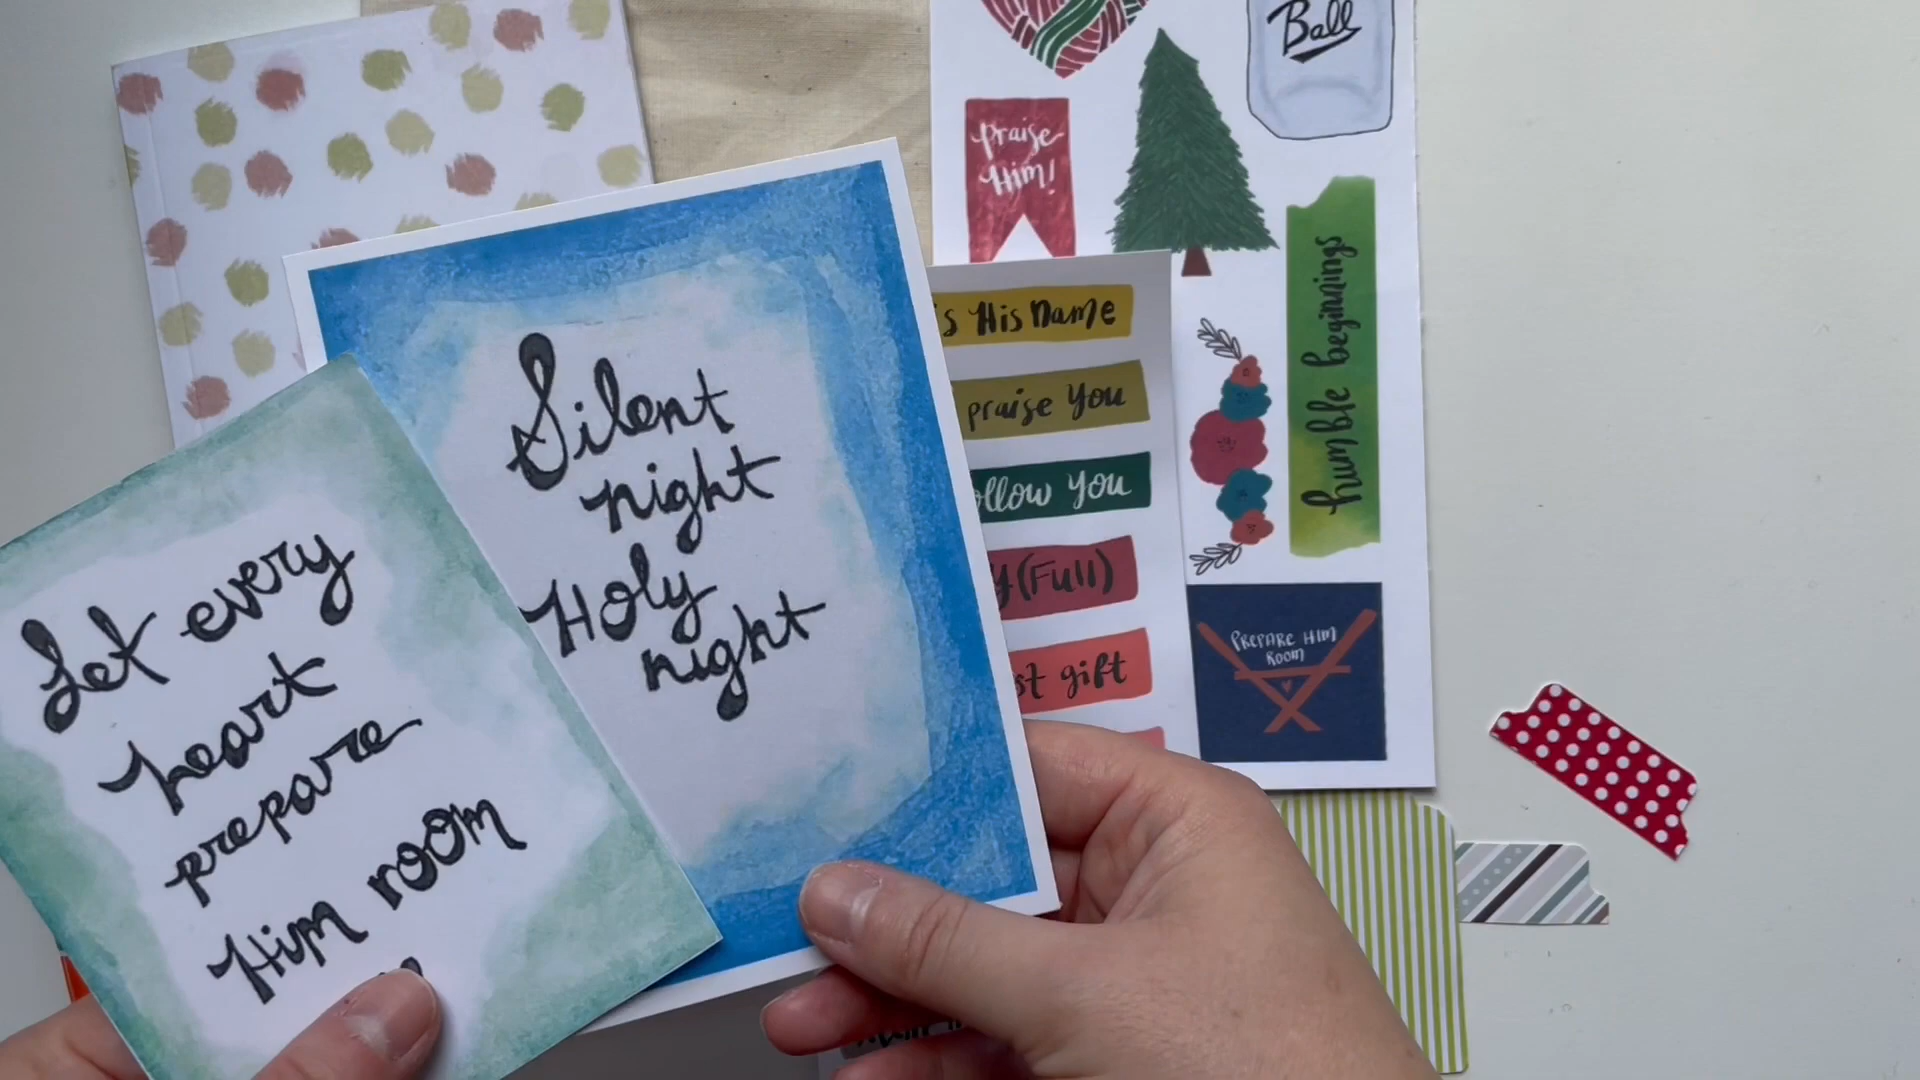 Ball
praise
Him!
is His Name
praise You
ollow You
y (Full)
st gift
humble beginnings
PREPARE HIM
ROOM
Silent
night
Holy
night
Let every
heart
prepare
Him room